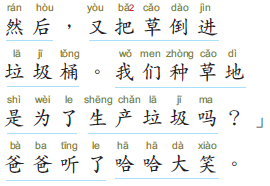 rán hòu yòu bǎ2 cǎo dào jìn
然后，又把草倒进
lā jī tǒng wǒ men zhòng cǎo dì
垃圾桶。我们种草地
shì wèi le shēng chǎn lā jī ma
是为了生产垃圾吗？」
bà ba tīng le hā hā dà xiào
爸爸听了哈哈大笑。